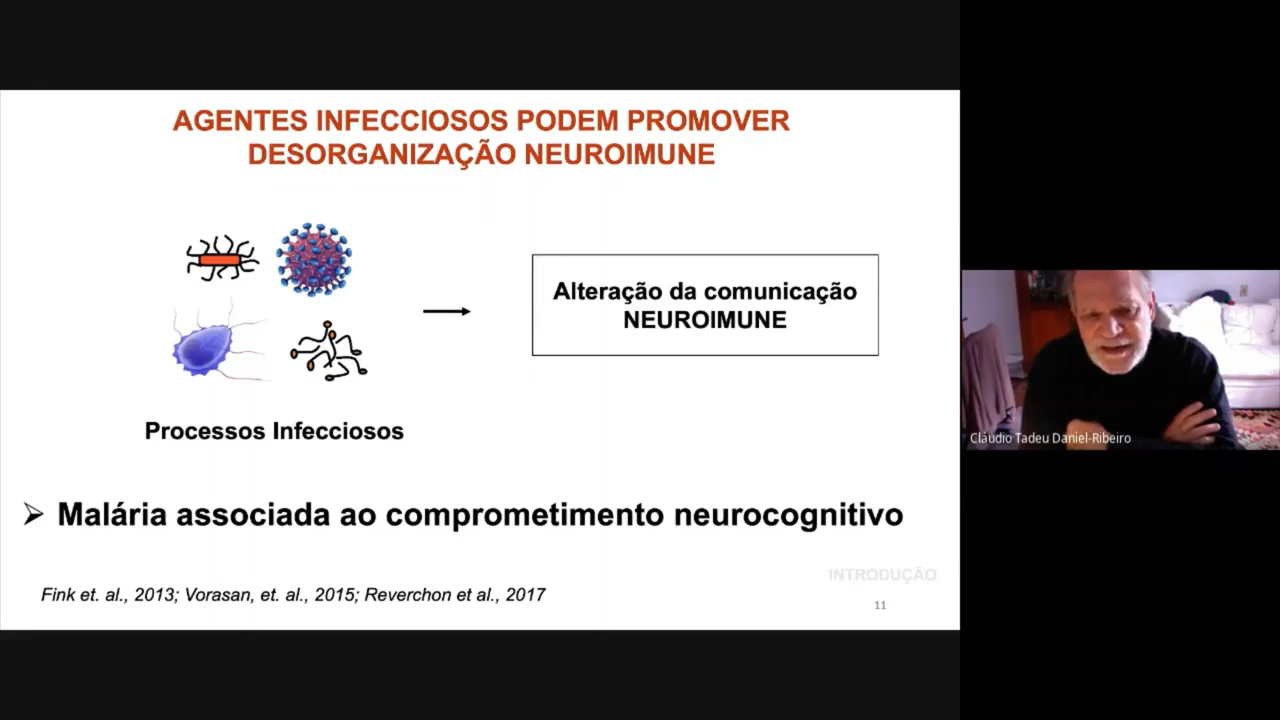 AGENTES INFECCIOSOS PODEM PROMOVER
DESORGANIZAÇÃO NEUROIMUNE
Alteração da comunicação
NEUROIMUNE
Processos Infecciosos
➢ Malária associada ao comprometimento neurocognitivo
INTRODUÇÃO
Fink et. al., 2013; Vorasan, et. al., 2015; Reverchon et al., 2017
11
Cláudio Tadeu Daniel-Ribeiro